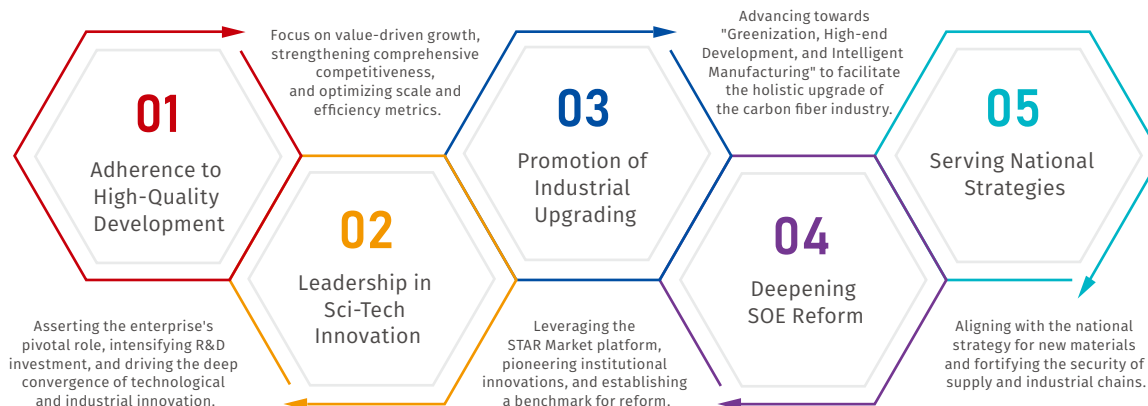 01
Adherence to
High-Quality
Development
Focus on value-driven growth,
strengthening comprehensive
competitiveness,
and optimizing scale and
efficiency metrics.
02
Leadership in
Sci-Tech
Innovation
Asserting the enterprise's
pivotal role, intensifying R&D
investment, and driving the deep
convergence of technological
and industrial innovation.
03
Promotion of
Industrial
Upgrading
Advancing towards
"Greenization, High-end
Development, and Intelligent
Manufacturing" to facilitate
the holistic upgrade of
the carbon fiber industry.
04
Deepening
SOE Reform
Leveraging the
STAR Market platform,
pioneering institutional
innovations, and establishing
a benchmark for reform.
05
Serving National
Strategies
Aligning with the national
strategy for new materials
and fortifying the security of
supply and industrial chains.